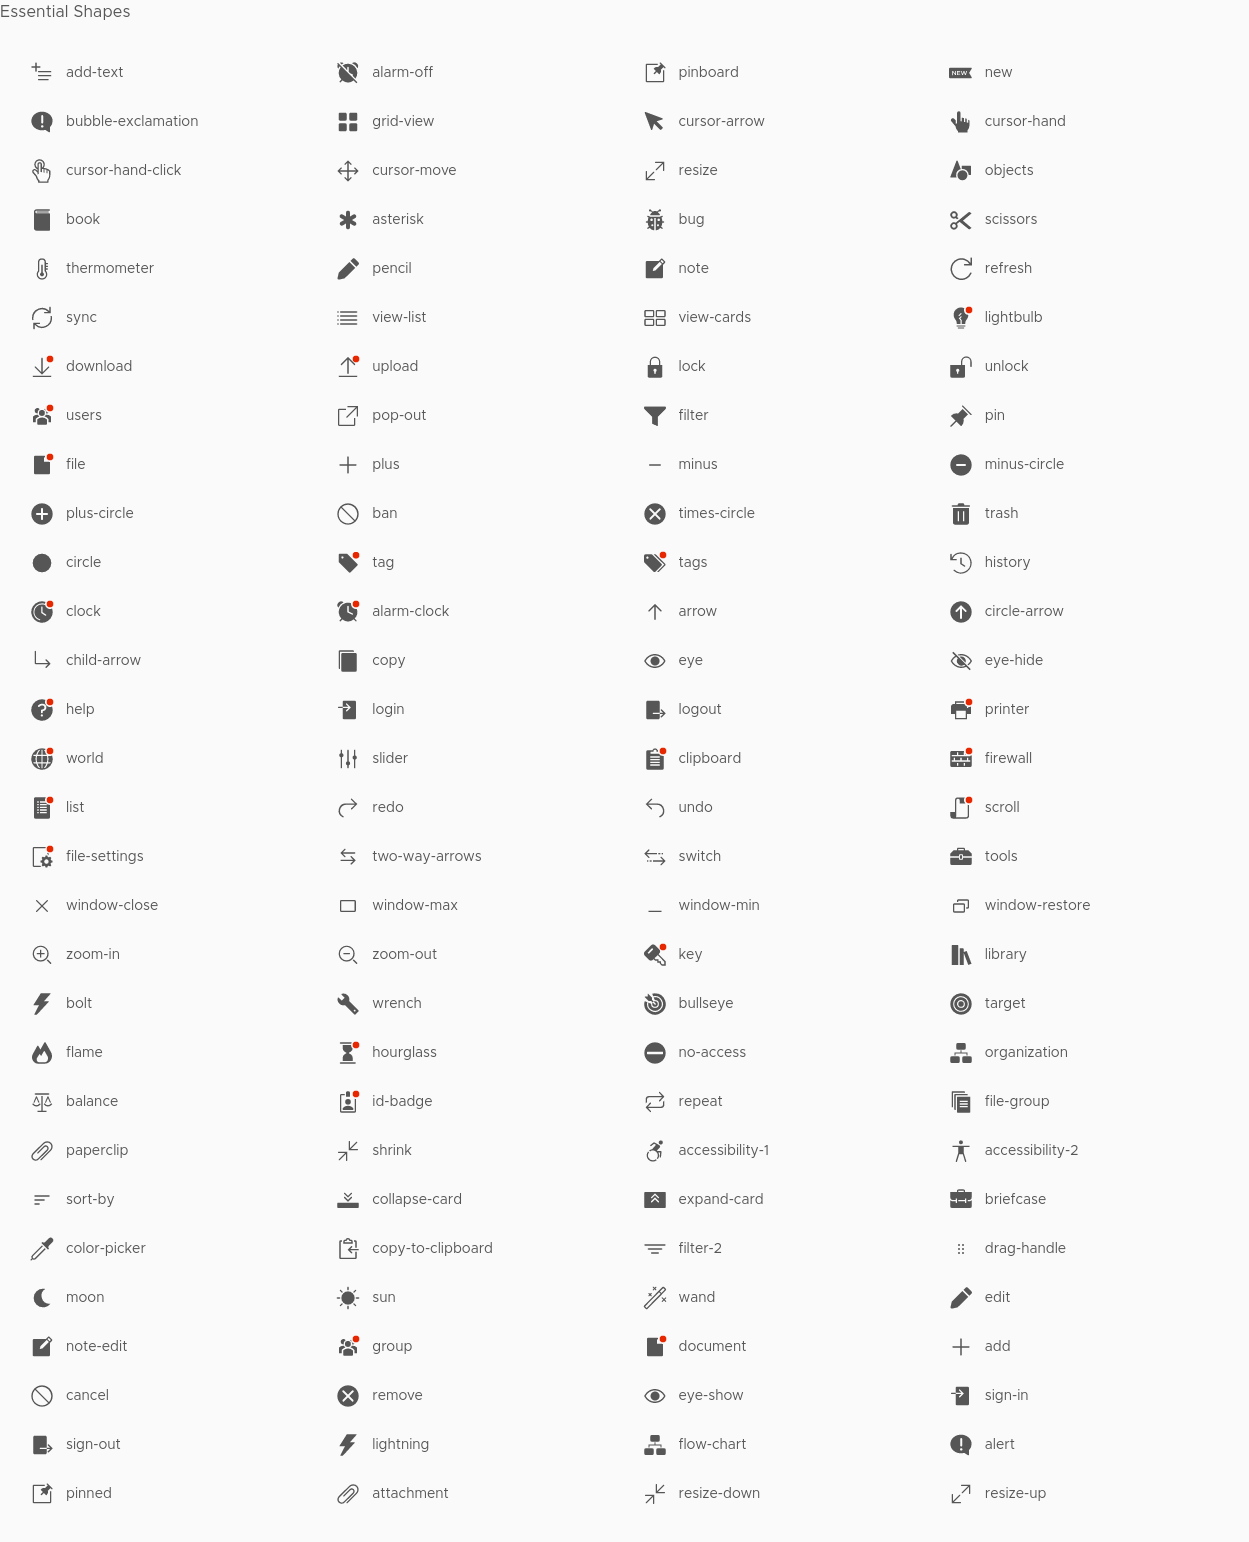 Essential Shapes
add-text alarm-off pinboard NEW new
bubble-exclamation grid-view cursor-arrow cursor-hand
cursor-hand-click cursor-move resize objects
book asterisk bug scissors
thermometer pencil note refresh
sync view-list view-cards lightbulb
download upload lock unlock
users pop-out filter pin
file plus minus minus-circle
plus-circle ban times-circle trash
circle tag tags history
clock alarm-clock arrow circle-arrow
child-arrow copy eye eye-hide
help login logout printer
world slider clipboard firewall
list redo undo scroll
file-settings two-way-arrows switch tools
window-close window-max window-min window-restore
zoom-in zoom-out key library
bolt wrench bullseye target
flame hourglass no-access organization
balance id-badge repeat file-group
paperclip shrink accessibility-1 accessibility-2
sort-by collapse-card expand-card briefcase
color-picker copy-to-clipboard filter-2 drag-handle
moon sun wand edit
note-edit group document add
cancel remove eye-show sign-in
sign-out lightning flow-chart alert
pinned attachment resize-down resize-up